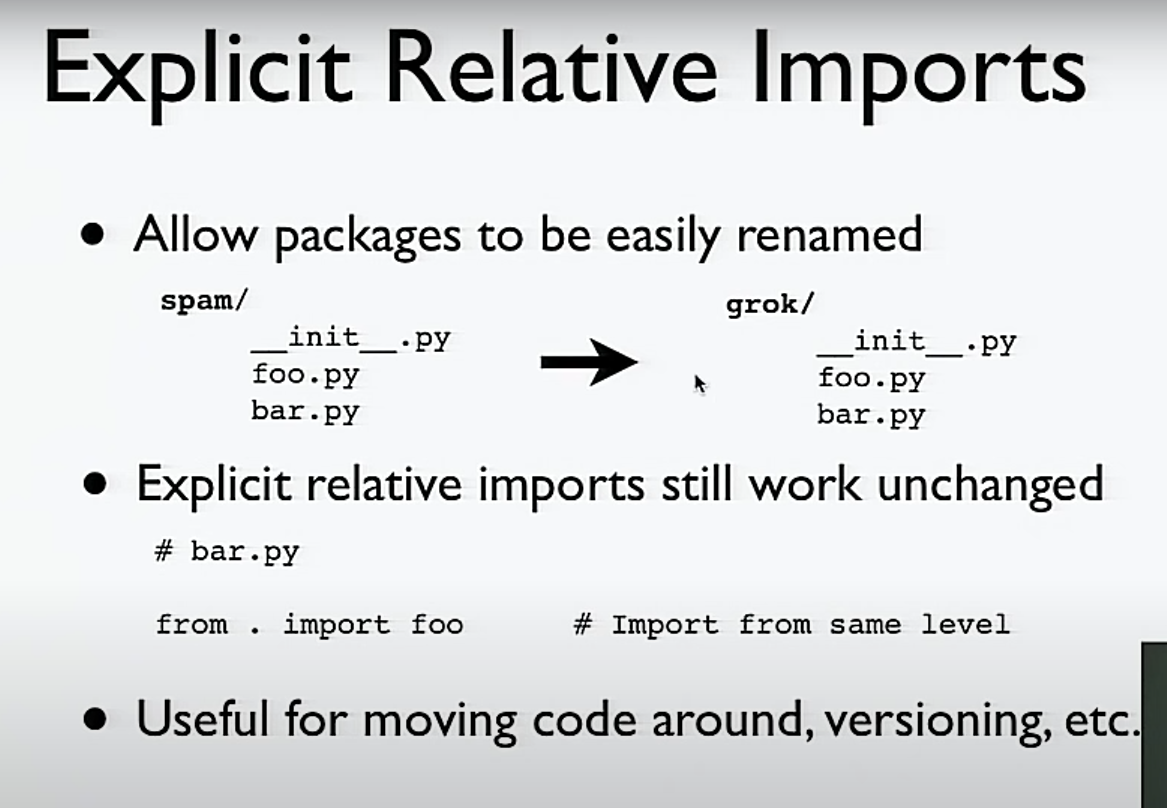 Explicit Relative Imports
• Allow packages to be easily renamed
spam/ grok/
__init__.py __init__.py
foo.py foo.py
bar.py bar.py
• Explicit relative imports still work unchanged
# bar.py
from . import foo # Import from same level
• Useful for moving code around, versioning, etc.